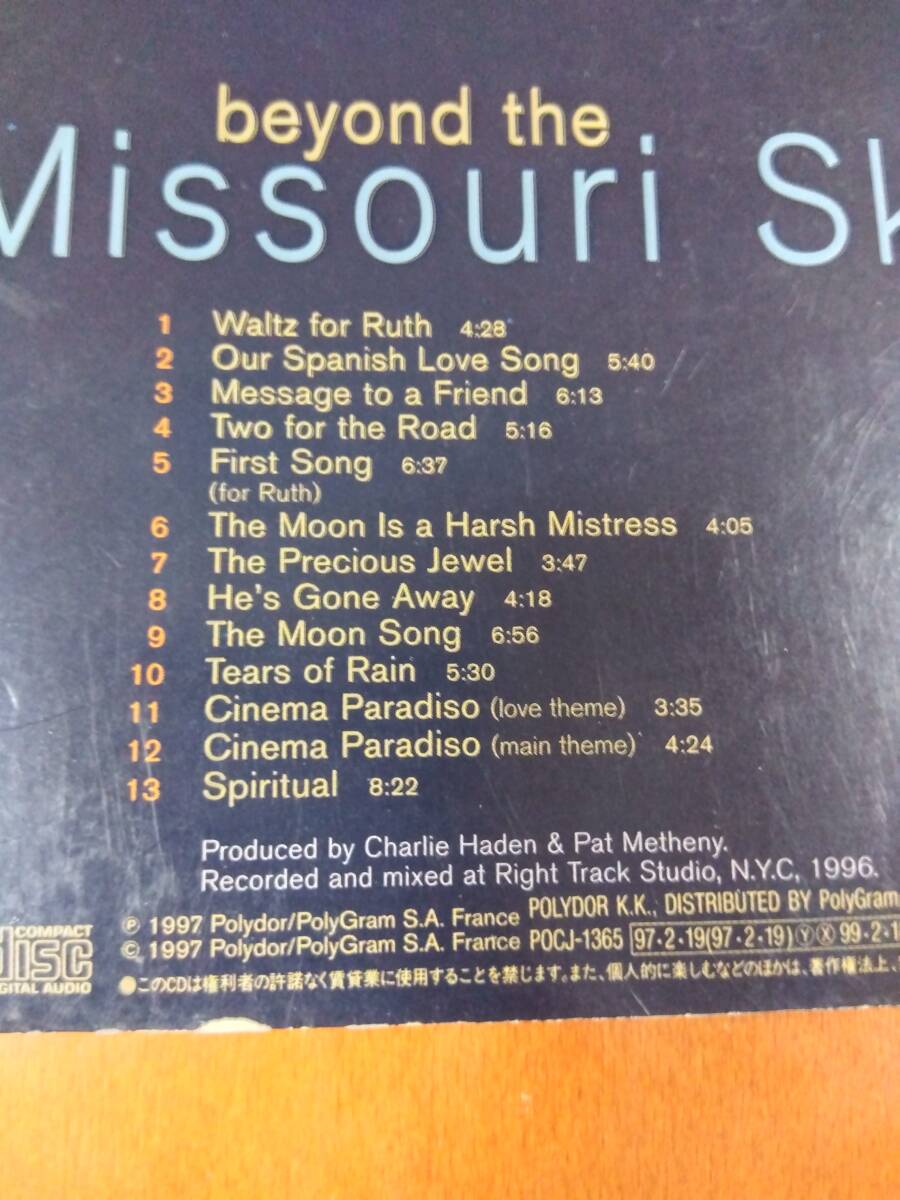 beyond the
Missouri Sk
1 Waltz for Ruth 4:28
2 Our Spanish Love Song 5:40
3 Message to a Friend 6:13
4 Two for the Road 5:16
5 First Song 6:37
(for Ruth)
6 The Moon Is a Harsh Mistress 4:05
7 The Precious Jewel 3:47
8 He's Gone Away 4:18
9 The Moon Song 6:56
10 Tears of Rain 5:30
11 Cinema Paradiso (love theme) 3:35
12 Cinema Paradiso (main theme) 4:24
13 Spiritual 8:22
Produced by Charlie Haden & Pat Metheny.
Recorded and mixed at Right Track Studio, N.Y.C, 1996.
COMPACT
disc
DIGITAL AUDIO
℗ 1997 Polydor/PolyGram S.A. France POLYDOR K.K., DISTRIBUTED BY PolyGram
© 1997 Polydor/PolyGram S.A. France POCJ-1365 97·2·19(97·2·19)ⓎⓍ99·2·1
●このCDは権利者の許諾なく賃貸業に使用することを禁じます。また、個人的に楽しむなどのほかは、著作権法上、